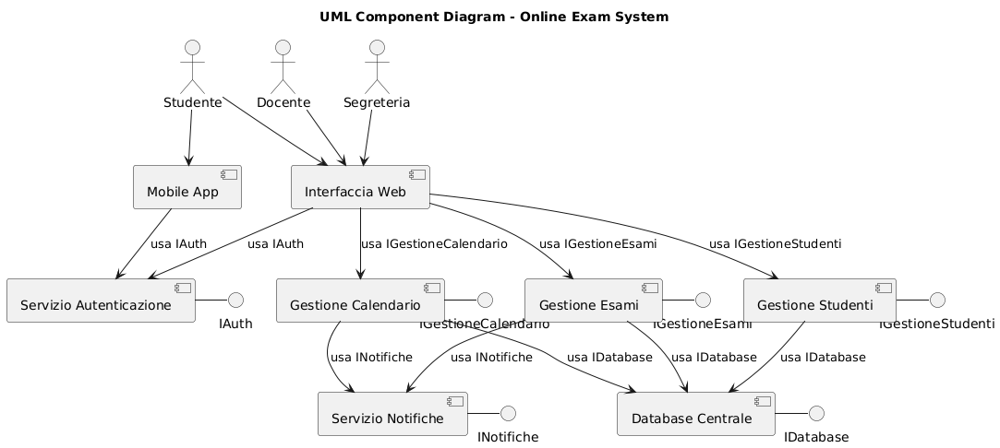 UML Component Diagram - Online Exam System
Studente
Docente
Segreteria
Mobile App
Interfaccia Web
usa IAuth
usa IAuth
usa IGestioneCalendario
usa IGestioneEsami
usa IGestioneStudenti
Servizio Autenticazione
Gestione Calendario
Gestione Esami
Gestione Studenti
IAuth
IGestioneCalendario
IGestioneEsami
IGestioneStudenti
usa INotifiche
usa INotifiche
usa IDatabase
usa IDatabase
usa IDatabase
Servizio Notifiche
Database Centrale
INotifiche
IDatabase